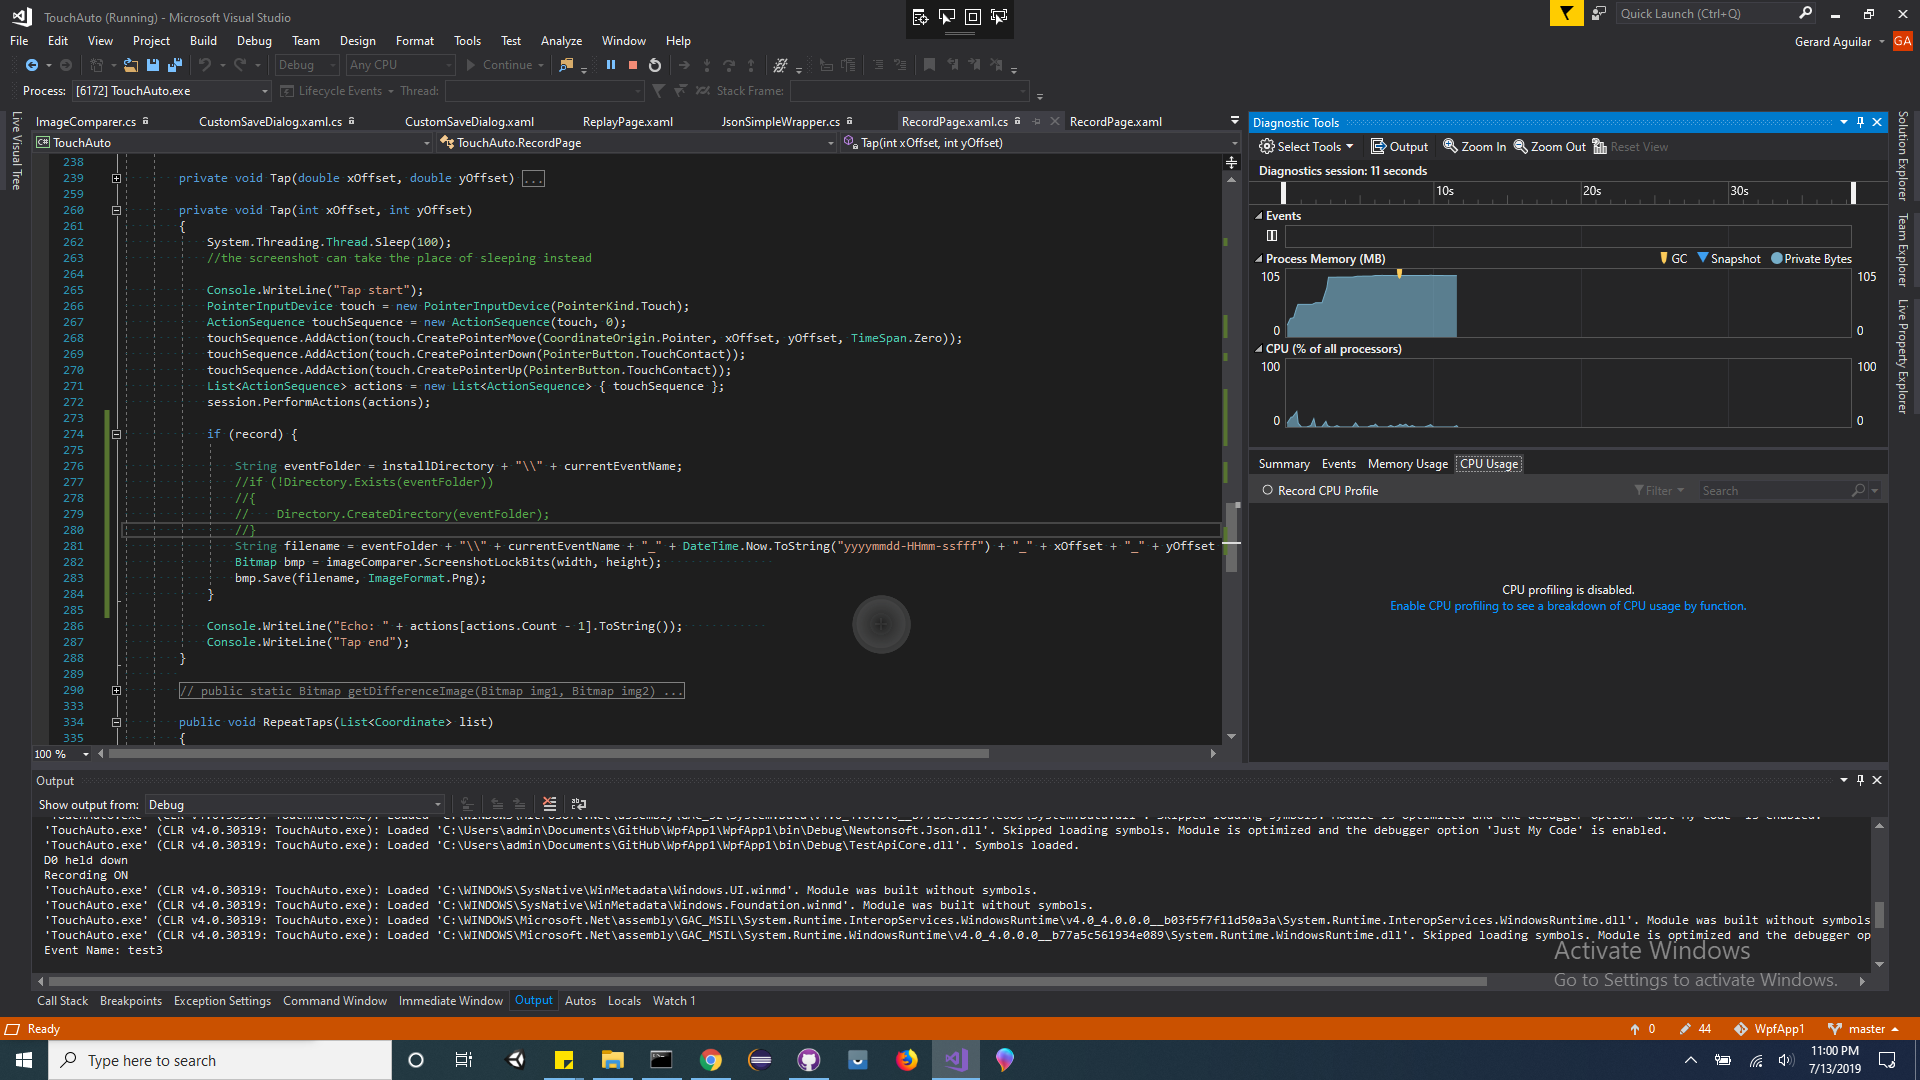 TouchAuto (Running) - Microsoft Visual Studio
Quick Launch (Ctrl+Q)
File Edit View Project Build Debug Team Design Format Tools Test Analyze Window Help
Gerard Aguilar GA
Debug Any CPU Continue
Process: [6172] TouchAuto.exe Lifecycle Events Thread: Stack Frame:
ImageComparer.cs CustomSaveDialog.xaml.cs CustomSaveDialog.xaml ReplayPage.xaml JsonSimpleWrapper.cs RecordPage.xaml.cs RecordPage.xaml
TouchAuto TouchAuto.RecordPage Tap(int xOffset, int yOffset)
Live Visual Tree
238
239 private void Tap(double xOffset, double yOffset) ...
259
260 private void Tap(int xOffset, int yOffset)
261 {
262 System.Threading.Thread.Sleep(100);
263 //the screenshot can take the place of sleeping instead
264
265 Console.WriteLine("Tap start");
266 PointerInputDevice touch = new PointerInputDevice(PointerKind.Touch);
267 ActionSequence touchSequence = new ActionSequence(touch, 0);
268 touchSequence.AddAction(touch.CreatePointerMove(CoordinateOrigin.Pointer, xOffset, yOffset, TimeSpan.Zero));
269 touchSequence.AddAction(touch.CreatePointerDown(PointerButton.TouchContact));
270 touchSequence.AddAction(touch.CreatePointerUp(PointerButton.TouchContact));
271 List<ActionSequence> actions = new List<ActionSequence> { touchSequence };
272 session.PerformActions(actions);
273
274 if (record) {
275
276 String eventFolder = installDirectory + "\\" + currentEventName;
277 //if (!Directory.Exists(eventFolder))
278 //{
279 // Directory.CreateDirectory(eventFolder);
280 //}
281 String filename = eventFolder + "\\" + currentEventName + "_" + DateTime.Now.ToString("yyyymmdd-HHmm-ssfff") + "_" + xOffset + "_" + yOffset
282 Bitmap bmp = imageComparer.ScreenshotLockBits(width, height);
283 bmp.Save(filename, ImageFormat.Png);
284 }
285
286 Console.WriteLine("Echo: " + actions[actions.Count - 1].ToString());
287 Console.WriteLine("Tap end");
288 }
289
290 // public static Bitmap getDifferenceImage(Bitmap img1, Bitmap img2) ...
333
334 public void RepeatTaps(List<Coordinate> list)
335 {
100 %
Diagnostic Tools
Select Tools Output Zoom In Zoom Out Reset View
Diagnostics session: 11 seconds
10s 20s 30s
Events
Process Memory (MB) GC Snapshot Private Bytes
105 105
0 0
CPU (% of all processors)
100 100
0 0
Summary Events Memory Usage CPU Usage
Record CPU Profile Filter Search
CPU profiling is disabled.
Enable CPU profiling to see a breakdown of CPU usage by function.
Solution Explorer
Team Explorer
Live Property Explorer
Output
Show output from: Debug
'TouchAuto.exe' (CLR v4.0.30319: TouchAuto.exe): Loaded 'C:\Users\admin\Documents\GitHub\WpfApp1\WpfApp1\bin\Debug\Newtonsoft.Json.dll'. Skipped loading symbols. Module is optimized and the debugger option 'Just My Code' is enabled.
'TouchAuto.exe' (CLR v4.0.30319: TouchAuto.exe): Loaded 'C:\Users\admin\Documents\GitHub\WpfApp1\WpfApp1\bin\Debug\TestApiCore.dll'. Symbols loaded.
D0 held down
Recording ON
'TouchAuto.exe' (CLR v4.0.30319: TouchAuto.exe): Loaded 'C:\WINDOWS\SysNative\WinMetadata\Windows.UI.winmd'. Module was built without symbols.
'TouchAuto.exe' (CLR v4.0.30319: TouchAuto.exe): Loaded 'C:\WINDOWS\SysNative\WinMetadata\Windows.Foundation.winmd'. Module was built without symbols.
'TouchAuto.exe' (CLR v4.0.30319: TouchAuto.exe): Loaded 'C:\WINDOWS\Microsoft.Net\assembly\GAC_MSIL\System.Runtime.InteropServices.WindowsRuntime\v4.0_4.0.0.0__b03f5f7f11d50a3a\System.Runtime.InteropServices.WindowsRuntime.dll'. Module was built without symbols
'TouchAuto.exe' (CLR v4.0.30319: TouchAuto.exe): Loaded 'C:\WINDOWS\Microsoft.Net\assembly\GAC_MSIL\System.Runtime.WindowsRuntime\v4.0_4.0.0.0__b77a5c561934e089\System.Runtime.WindowsRuntime.dll'. Skipped loading symbols. Module is optimized and the debugger op
Event Name: test3
Activate Windows
Go to Settings to activate Windows.
Call Stack Breakpoints Exception Settings Command Window Immediate Window Output Autos Locals Watch 1
Ready 0 44 WpfApp1 master
Type here to search
11:00 PM
7/13/2019